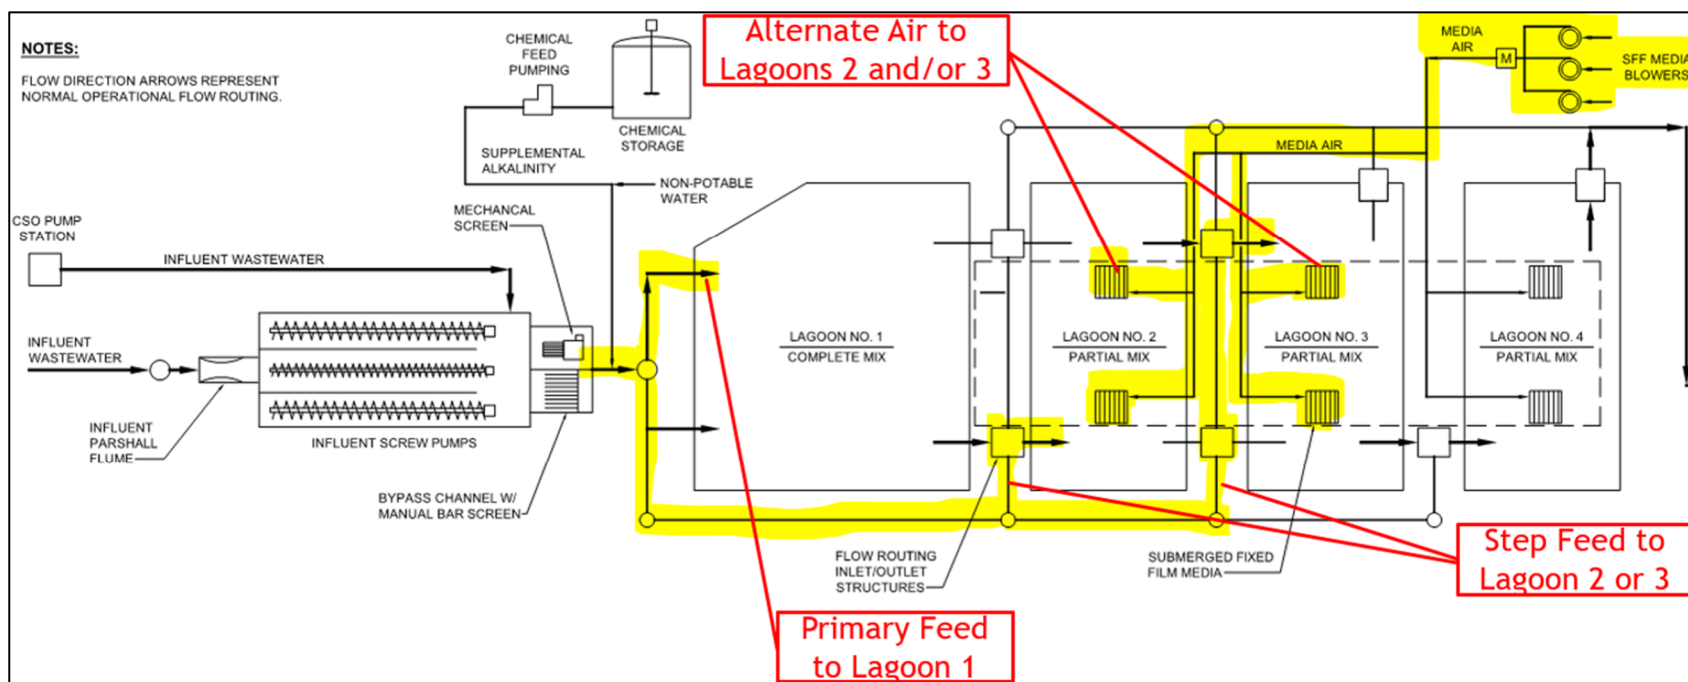 NOTES:
FLOW DIRECTION ARROWS REPRESENT
NORMAL OPERATIONAL FLOW ROUTING.
CHEMICAL
FEED
PUMPING
CHEMICAL
STORAGE
SUPPLEMENTAL
ALKALINITY
NON-POTABLE
WATER
MECHANCAL
SCREEN
CSO PUMP
STATION
INFLUENT WASTEWATER
INFLUENT
WASTEWATER
INFLUENT
PARSHALL
FLUME
INFLUENT SCREW PUMPS
BYPASS CHANNEL W/
MANUAL BAR SCREEN
Alternate Air to
Lagoons 2 and/or 3
MEDIA
AIR
M
SFF MEDIA
BLOWERS
MEDIA AIR
LAGOON NO. 1
COMPLETE MIX
LAGOON NO. 2
PARTIAL MIX
LAGOON NO. 3
PARTIAL MIX
LAGOON NO. 4
PARTIAL MIX
FLOW ROUTING
INLET/OUTLET
STRUCTURES
SUBMERGED FIXED
FILM MEDIA
Step Feed to
Lagoon 2 or 3
Primary Feed
to Lagoon 1